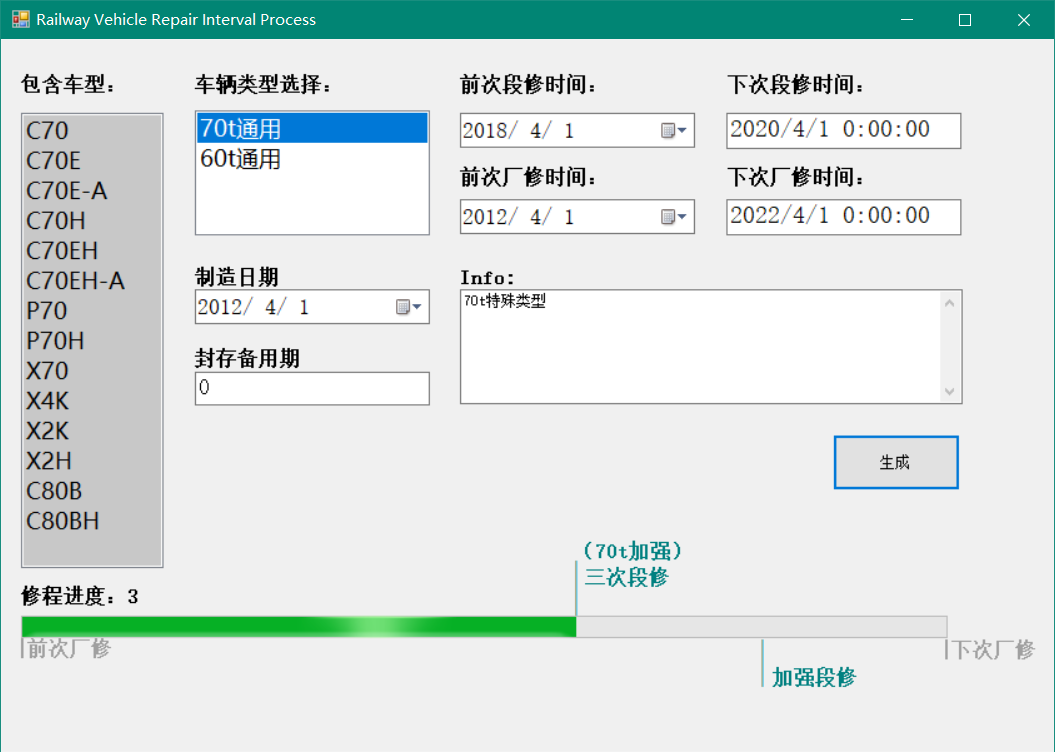 Railway Vehicle Repair Interval Process
包含车型：
C70
C70E
C70E-A
C70H
C70EH
C70EH-A
P70
P70H
X70
X4K
X2K
X2H
C80B
C80BH
车辆类型选择：
70t通用
60t通用
制造日期
2012/ 4/ 1
封存备用期
0
前次段修时间：
2018/ 4/ 1
前次厂修时间：
2012/ 4/ 1
下次段修时间：
2020/4/1 0:00:00
下次厂修时间：
2022/4/1 0:00:00
Info:
70t特殊类型
生成
（70t加强）
三次段修
修程进度：3
前次厂修
下次厂修
加强段修